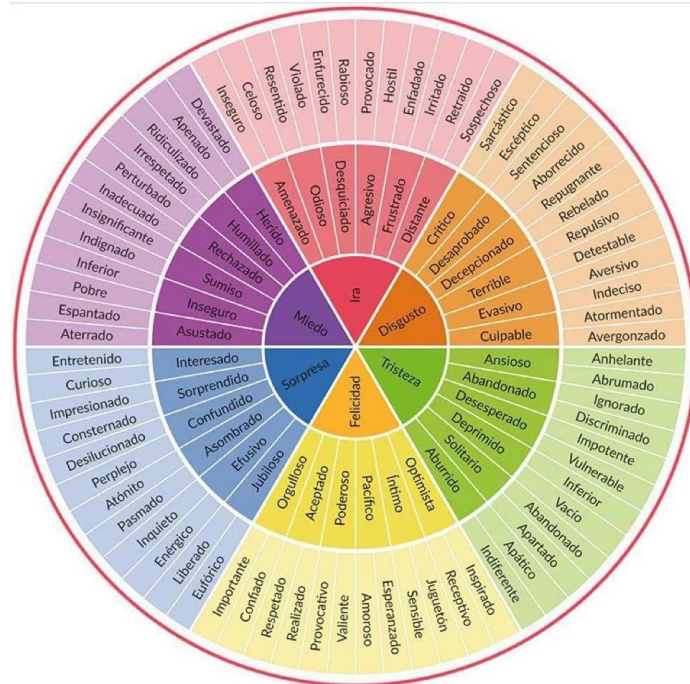 Ira
Disgusto
Tristeza
Felicidad
Sorpresa
Miedo
Amenazado
Odioso
Desquiciado
Agresivo
Frustrado
Distante
Crítico
Desaprobado
Decepcionado
Terrible
Evasivo
Culpable
Ansioso
Abandonado
Desesperado
Deprimido
Solitario
Aburrido
Optimista
Íntimo
Pacífico
Poderoso
Aceptado
Orgulloso
Jubiloso
Efusivo
Asombrado
Confundido
Sorprendido
Interesado
Asustado
Inseguro
Sumiso
Rechazado
Humillado
Herido
Inseguro
Celoso
Resentido
Violado
Enfurecido
Rabioso
Provocado
Hostil
Enfadado
Irritado
Retraído
Sospechoso
Sarcástico
Escéptico
Sentencioso
Aborrecido
Repugnante
Rebelado
Repulsivo
Detestable
Aversivo
Indeciso
Atormentado
Avergonzado
Anhelante
Abrumado
Ignorado
Discriminado
Impotente
Vulnerable
Inferior
Vacío
Abandonado
Apartado
Apático
Indiferente
Inspirado
Receptivo
Juguetón
Sensible
Esperanzado
Amoroso
Valiente
Provocativo
Realizado
Respetado
Confiado
Importante
Eufórico
Liberado
Enérgico
Inquieto
Pasmado
Atónito
Perplejo
Desilucionado
Consternado
Impresionado
Curioso
Entretenido
Aterrado
Espantado
Pobre
Inferior
Indignado
Insignificante
Inadecuado
Perturbado
Irrespetado
Ridiculizado
Apenado
Devastado